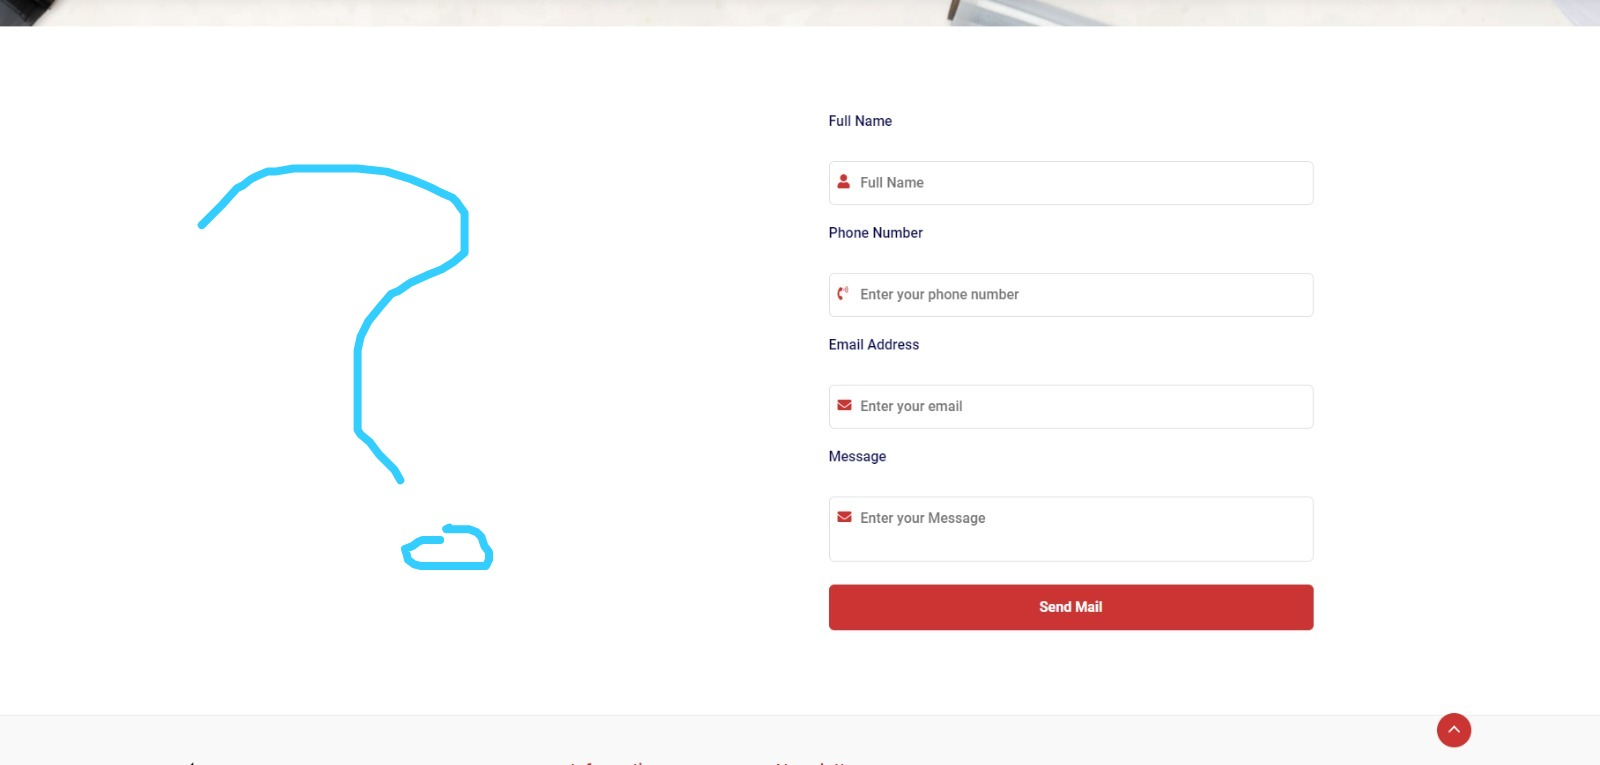 Full Name
Full Name
Phone Number
Enter your phone number
Email Address
Enter your email
Message
Enter your Message
Send Mail